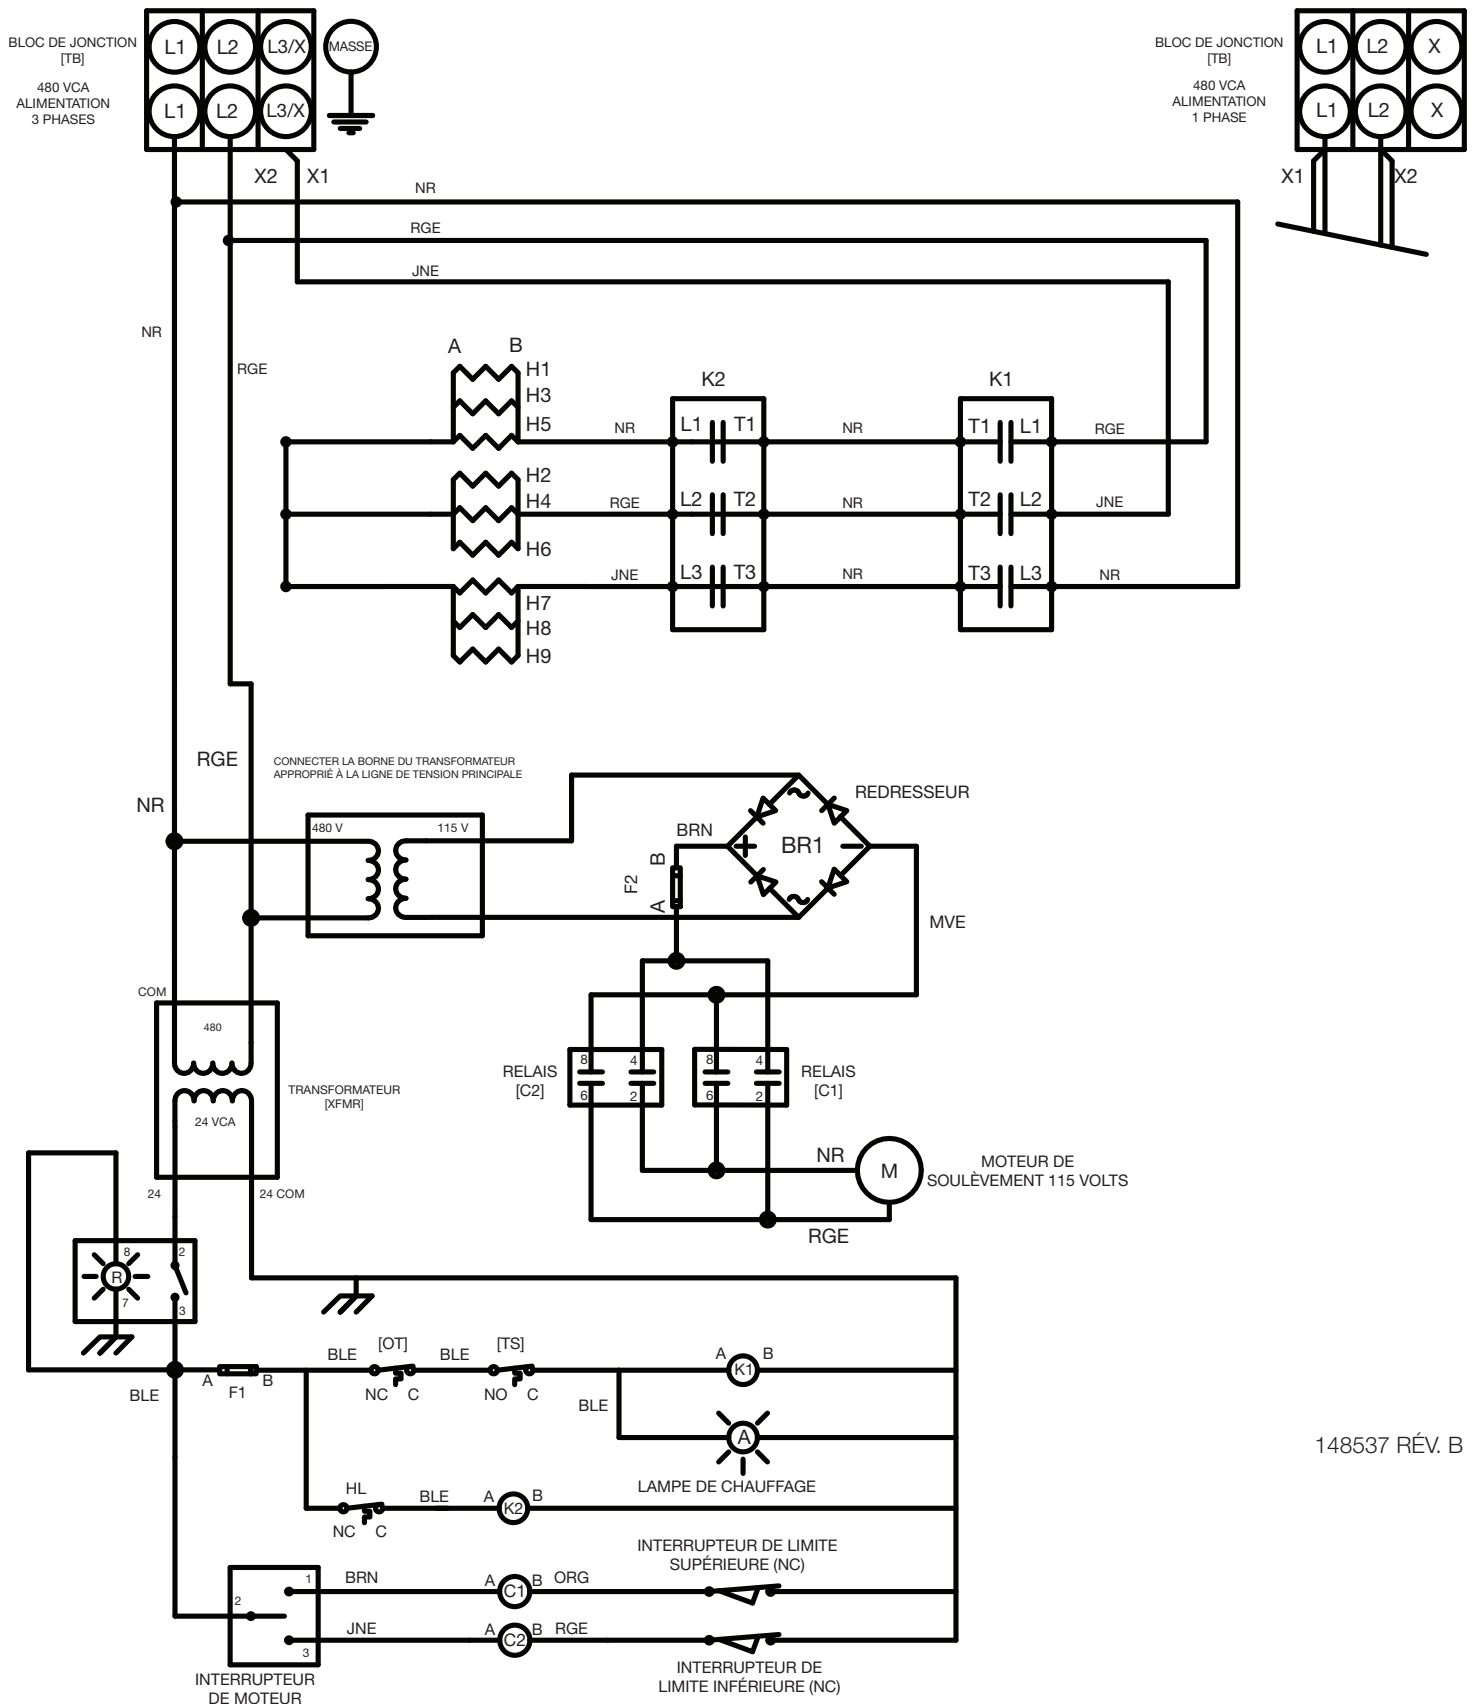 BLOC DE JONCTION
[TB]
480 VCA
ALIMENTATION
3 PHASES
L1 L2 L3/X MASSE
L1 L2 L3/X
X2 X1
BLOC DE JONCTION
[TB]
480 VCA
ALIMENTATION
1 PHASE
L1 L2 X
L1 L2 X
X1 X2
NR
RGE
JNE
NR
RGE
A B
H1
H3
H5
H2
H4
H6
H7
H8
H9
K2
K1
NR L1 T1 NR T1 L1 RGE
RGE L2 T2 NR T2 L2 JNE
JNE L3 T3 NR T3 L3 NR
RGE
NR
CONNECTER LA BORNE DU TRANSFORMATEUR
APPROPRIÉ À LA LIGNE DE TENSION PRINCIPALE
480 V 115 V
REDRESSEUR
BRN
BR1
F2
A B
MVE
COM
480
24 VCA
TRANSFORMATEUR
[XFMR]
24
24 COM
RELAIS
[C2]
8 4
6 2
8 4
6 2
RELAIS
[C1]
NR
M
MOTEUR DE
SOULÈVEMENT 115 VOLTS
RGE
8 2
R
7 3
BLE
A F1 B
BLE [OT] BLE [TS]
NC C NO C
A K1 B
BLE
A
LAMPE DE CHAUFFAGE
HL
NC C
BLE A K2 B
INTERRUPTEUR DE LIMITE
SUPÉRIEURE (NC)
1
2
3
BRN A C1 B ORG
JNE A C2 B RGE
INTERRUPTEUR
DE MOTEUR
INTERRUPTEUR DE
LIMITE INFÉRIEURE (NC)
148537 RÉV. B